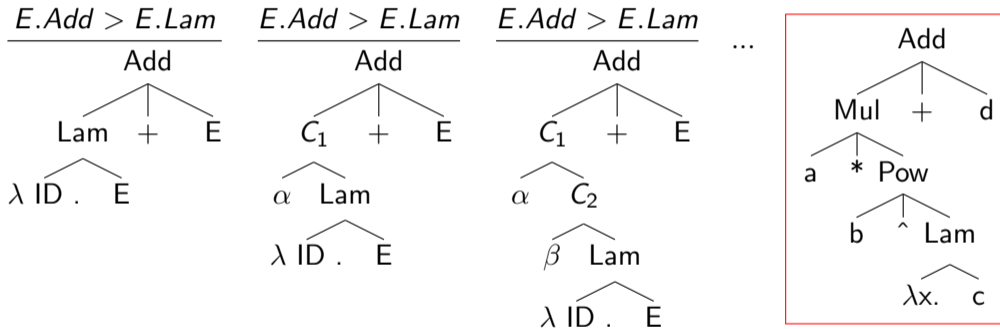 E.Add > E.Lam E.Add > E.Lam E.Add > E.Lam ... Add
Add Add Add
Mul + d
Lam + E C₁ + E C₁ + E
a * Pow
λ ID . E α Lam α C₂
b ^ Lam
λ ID . E β Lam
λx. c
λ ID . E